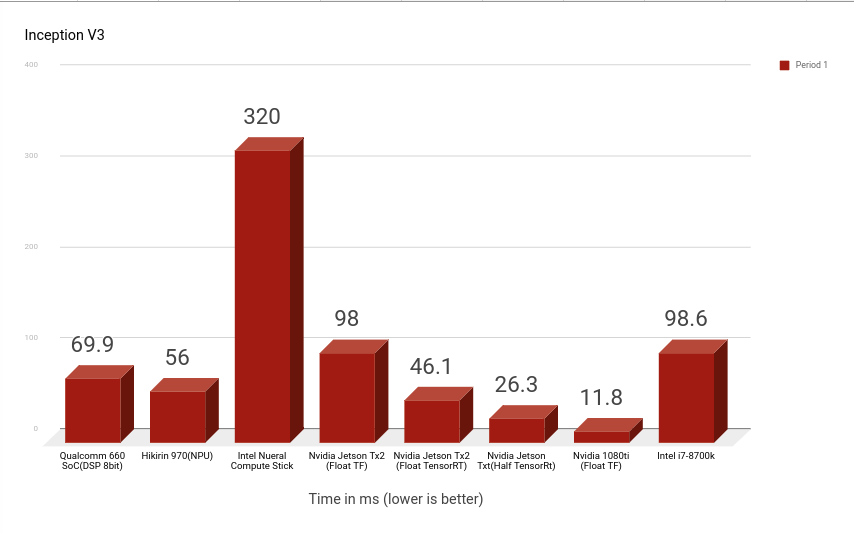 Inception V3
400
300
200
100
0
Period 1
69.9
56
320
98
46.1
26.3
11.8
98.6
Qualcomm 660
SoC(DSP 8bit)
Hikirin 970(NPU)
Intel Nueral
Compute Stick
Nvidia Jetson Tx2
(Float TF)
Nvidia Jetson Tx2
(Float TensorRT)
Nvidia Jetson
Txt(Half TensorRt)
Nvidia 1080ti
(Float TF)
Intel i7-8700k
Time in ms (lower is better)